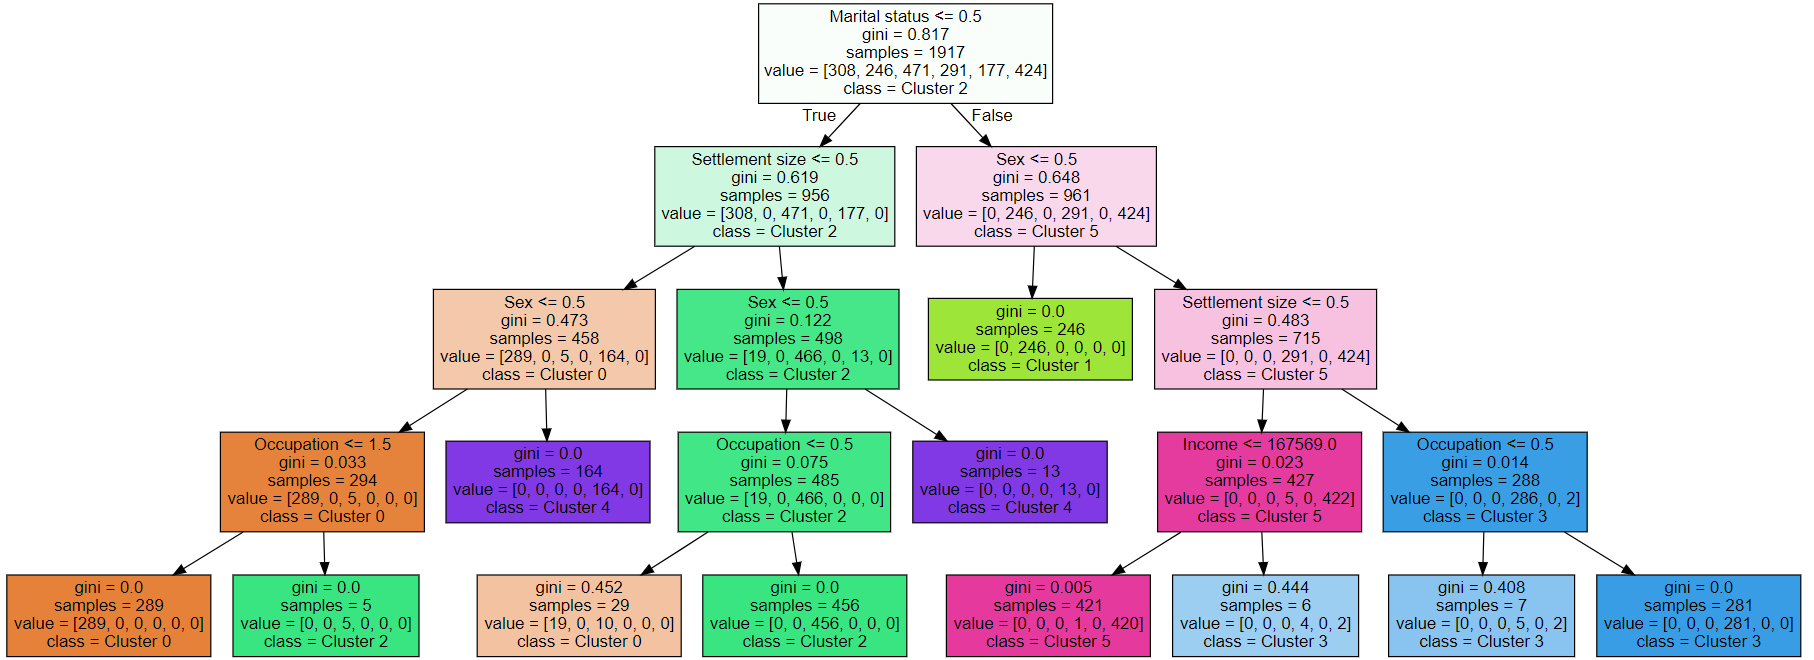 Marital status <= 0.5
gini = 0.817
samples = 1917
value = [308, 246, 471, 291, 177, 424]
class = Cluster 2
True
False
Settlement size <= 0.5
gini = 0.619
samples = 956
value = [308, 0, 471, 0, 177, 0]
class = Cluster 2
Sex <= 0.5
gini = 0.648
samples = 961
value = [0, 246, 0, 291, 0, 424]
class = Cluster 5
Sex <= 0.5
gini = 0.473
samples = 458
value = [289, 0, 5, 0, 164, 0]
class = Cluster 0
Sex <= 0.5
gini = 0.122
samples = 498
value = [19, 0, 466, 0, 13, 0]
class = Cluster 2
gini = 0.0
samples = 246
value = [0, 246, 0, 0, 0, 0]
class = Cluster 1
Settlement size <= 0.5
gini = 0.483
samples = 715
value = [0, 0, 0, 291, 0, 424]
class = Cluster 5
Occupation <= 1.5
gini = 0.033
samples = 294
value = [289, 0, 5, 0, 0, 0]
class = Cluster 0
gini = 0.0
samples = 164
value = [0, 0, 0, 0, 164, 0]
class = Cluster 4
Occupation <= 0.5
gini = 0.075
samples = 485
value = [19, 0, 466, 0, 0, 0]
class = Cluster 2
gini = 0.0
samples = 13
value = [0, 0, 0, 0, 13, 0]
class = Cluster 4
Income <= 167569.0
gini = 0.023
samples = 427
value = [0, 0, 0, 5, 0, 422]
class = Cluster 5
Occupation <= 0.5
gini = 0.014
samples = 288
value = [0, 0, 0, 286, 0, 2]
class = Cluster 3
gini = 0.0
samples = 289
value = [289, 0, 0, 0, 0, 0]
class = Cluster 0
gini = 0.0
samples = 5
value = [0, 0, 5, 0, 0, 0]
class = Cluster 2
gini = 0.452
samples = 29
value = [19, 0, 10, 0, 0, 0]
class = Cluster 0
gini = 0.0
samples = 456
value = [0, 0, 456, 0, 0, 0]
class = Cluster 2
gini = 0.005
samples = 421
value = [0, 0, 0, 1, 0, 420]
class = Cluster 5
gini = 0.444
samples = 6
value = [0, 0, 0, 4, 0, 2]
class = Cluster 3
gini = 0.408
samples = 7
value = [0, 0, 0, 5, 0, 2]
class = Cluster 3
gini = 0.0
samples = 281
value = [0, 0, 0, 281, 0, 0]
class = Cluster 3